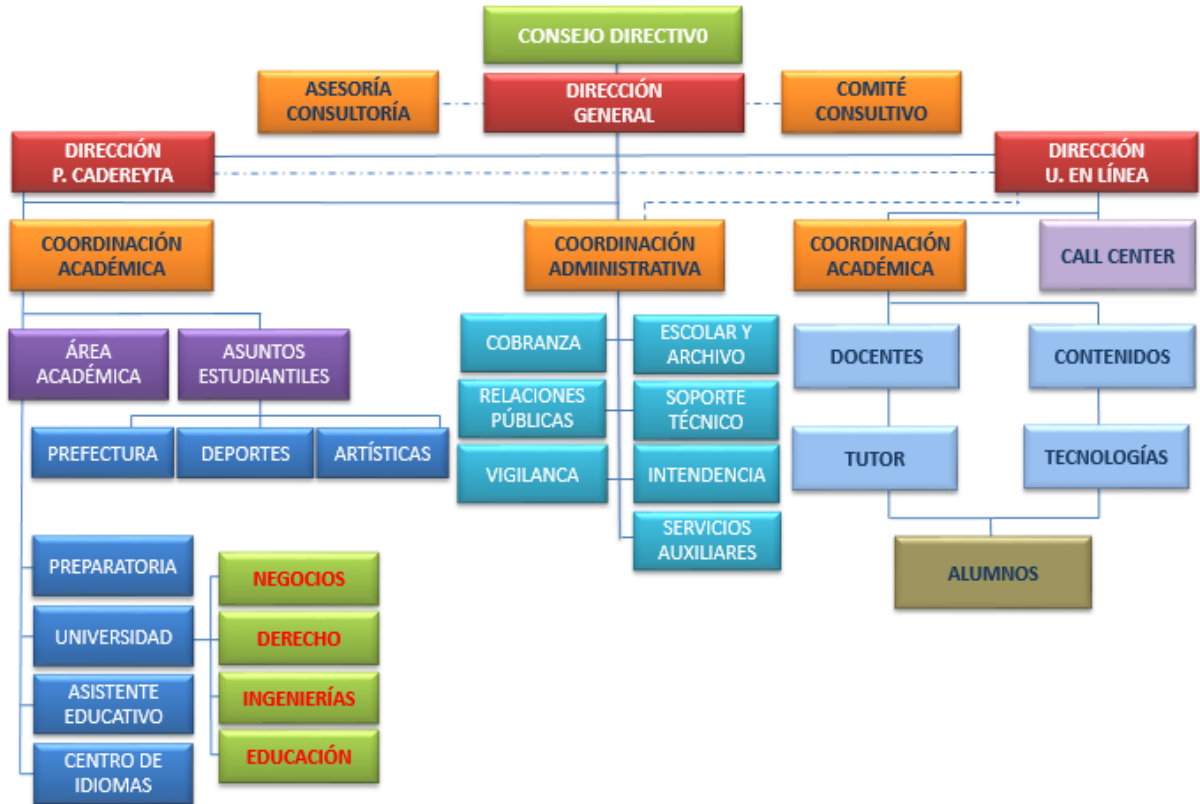 CONSEJO DIRECTIV0
ASESORÍA
CONSULTORÍA
DIRECCIÓN
GENERAL
COMITÉ
CONSULTIVO
DIRECCIÓN
P. CADEREYTA
DIRECCIÓN
U. EN LÍNEA
COORDINACIÓN
ACADÉMICA
COORDINACIÓN
ADMINISTRATIVA
COORDINACIÓN
ACADÉMICA
CALL CENTER
ÁREA
ACADÉMICA
ASUNTOS
ESTUDIANTILES
COBRANZA
ESCOLAR Y
ARCHIVO
DOCENTES
CONTENIDOS
RELACIONES
PÚBLICAS
SOPORTE
TÉCNICO
PREFECTURA
DEPORTES
ARTÍSTICAS
VIGILANCA
INTENDENCIA
TUTOR
TECNOLOGÍAS
SERVICIOS
AUXILIARES
ALUMNOS
PREPARATORIA
UNIVERSIDAD
ASISTENTE
EDUCATIVO
CENTRO DE
IDIOMAS
NEGOCIOS
DERECHO
INGENIERÍAS
EDUCACIÓN